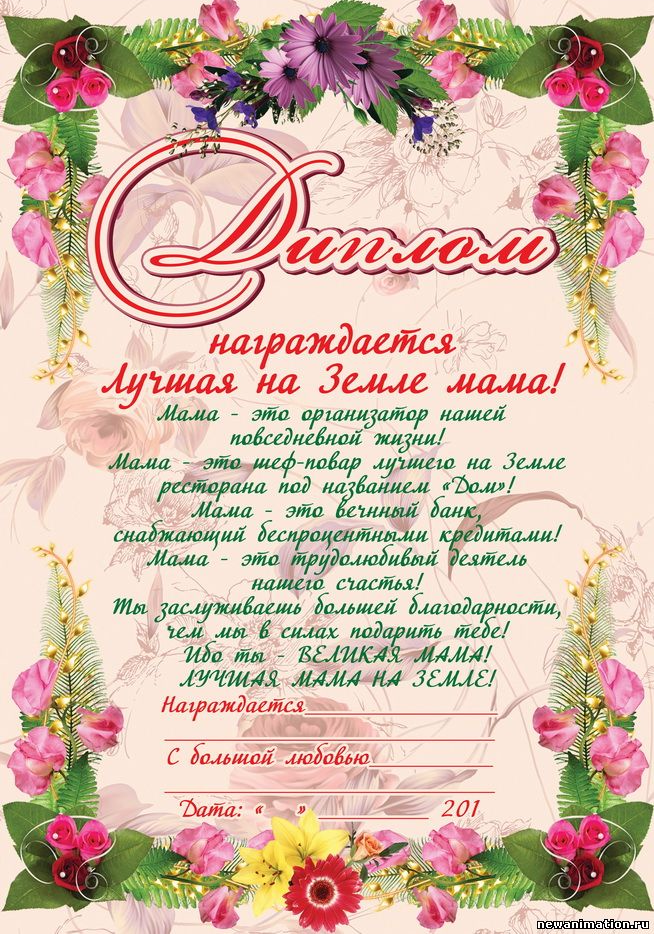 Диплом
награждается
Лучшая на Земле мама!
Мама - это организатор нашей
повседневной жизни!
Мама - это шеф-повар лучшего на Земле
ресторана под названием «Дом»!
Мама - это вечнный банк,
снабжающий беспроцентными кредитами!
Мама - это трудолюбивый деятель
нашего счастья!
Ты заслуживаешь большей благодарности,
чем мы в силах подарить тебе!
Ибо ты - ВЕЛИКАЯ МАМА!
ЛУЧШАЯ МАМА НА ЗЕМЛЕ!
Награждается
С большой любовью
Дата: « » 201
newanimation.ru